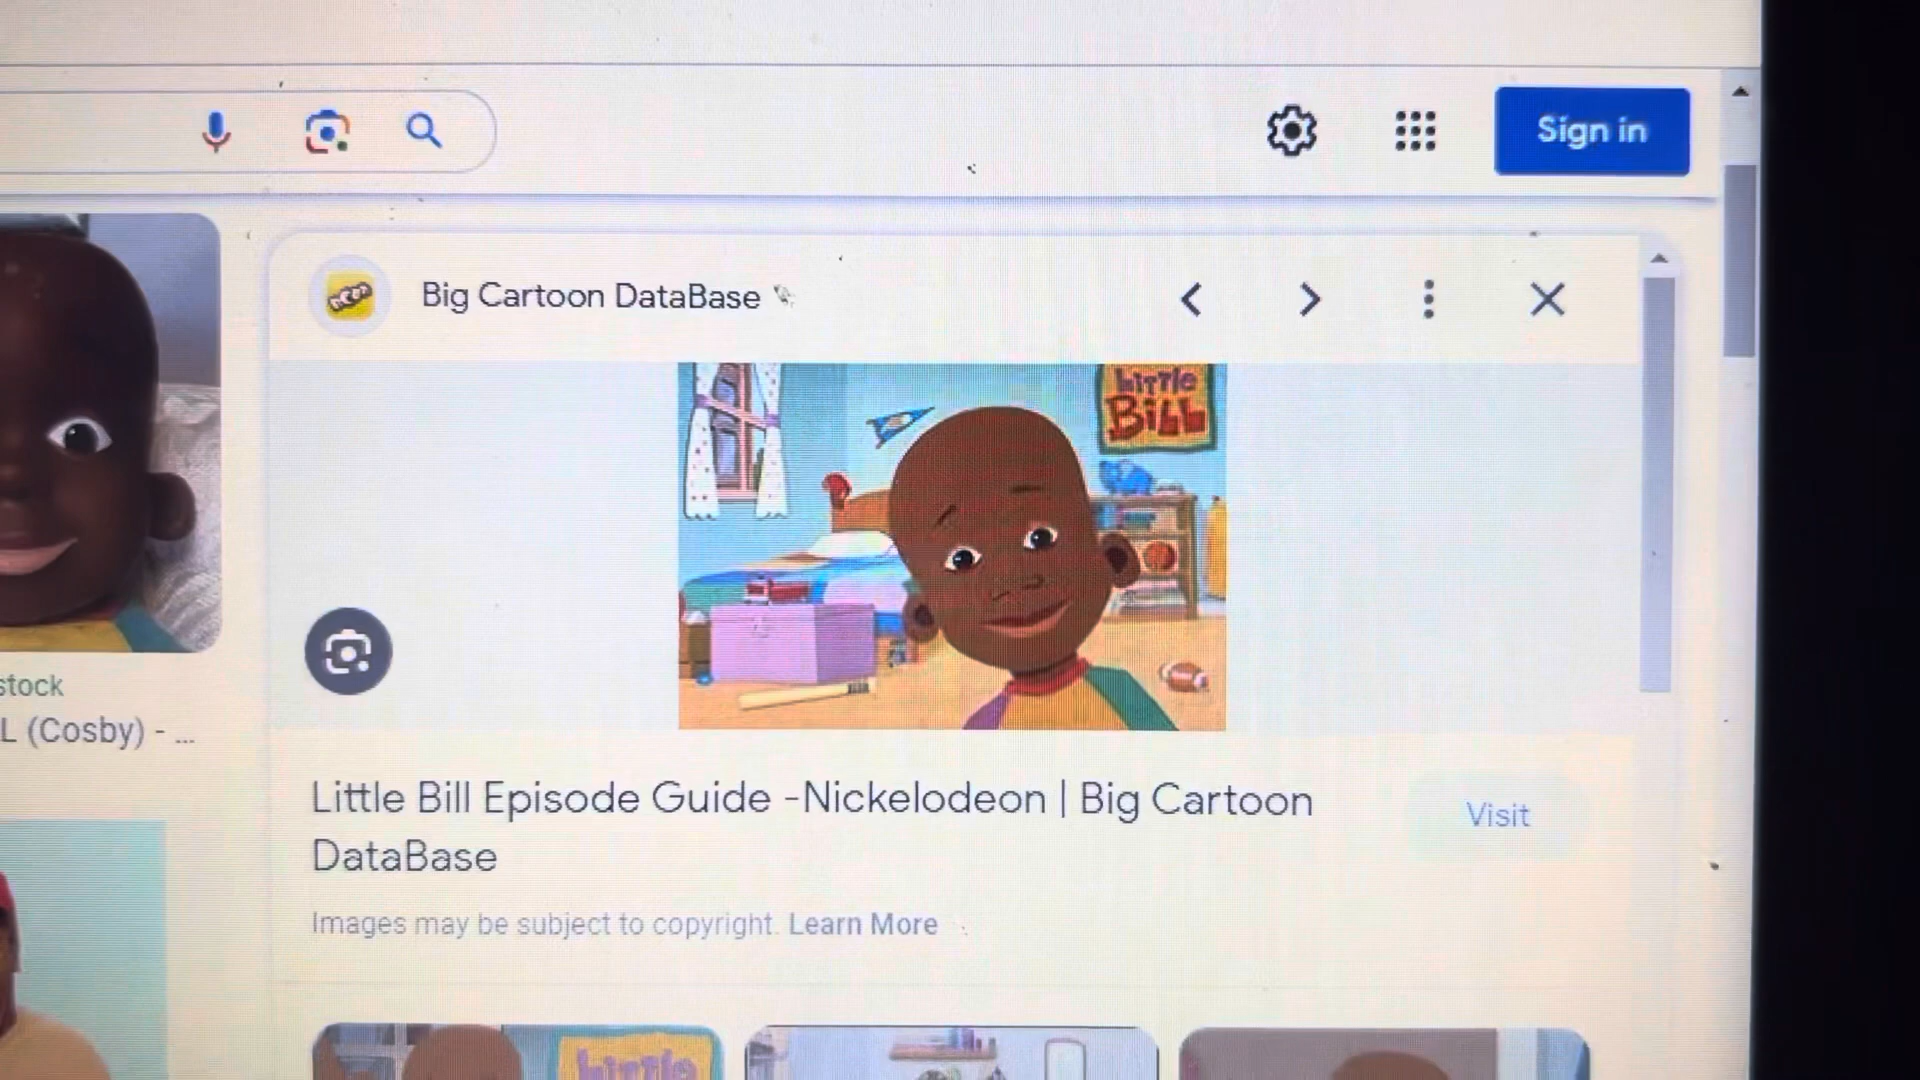 Sign in
Big Cartoon DataBase
LiTTLe
BiLL
stock
L (Cosby) - ...
Little Bill Episode Guide -Nickelodeon | Big Cartoon
DataBase
Visit
Images may be subject to copyright. Learn More
LiTTLe